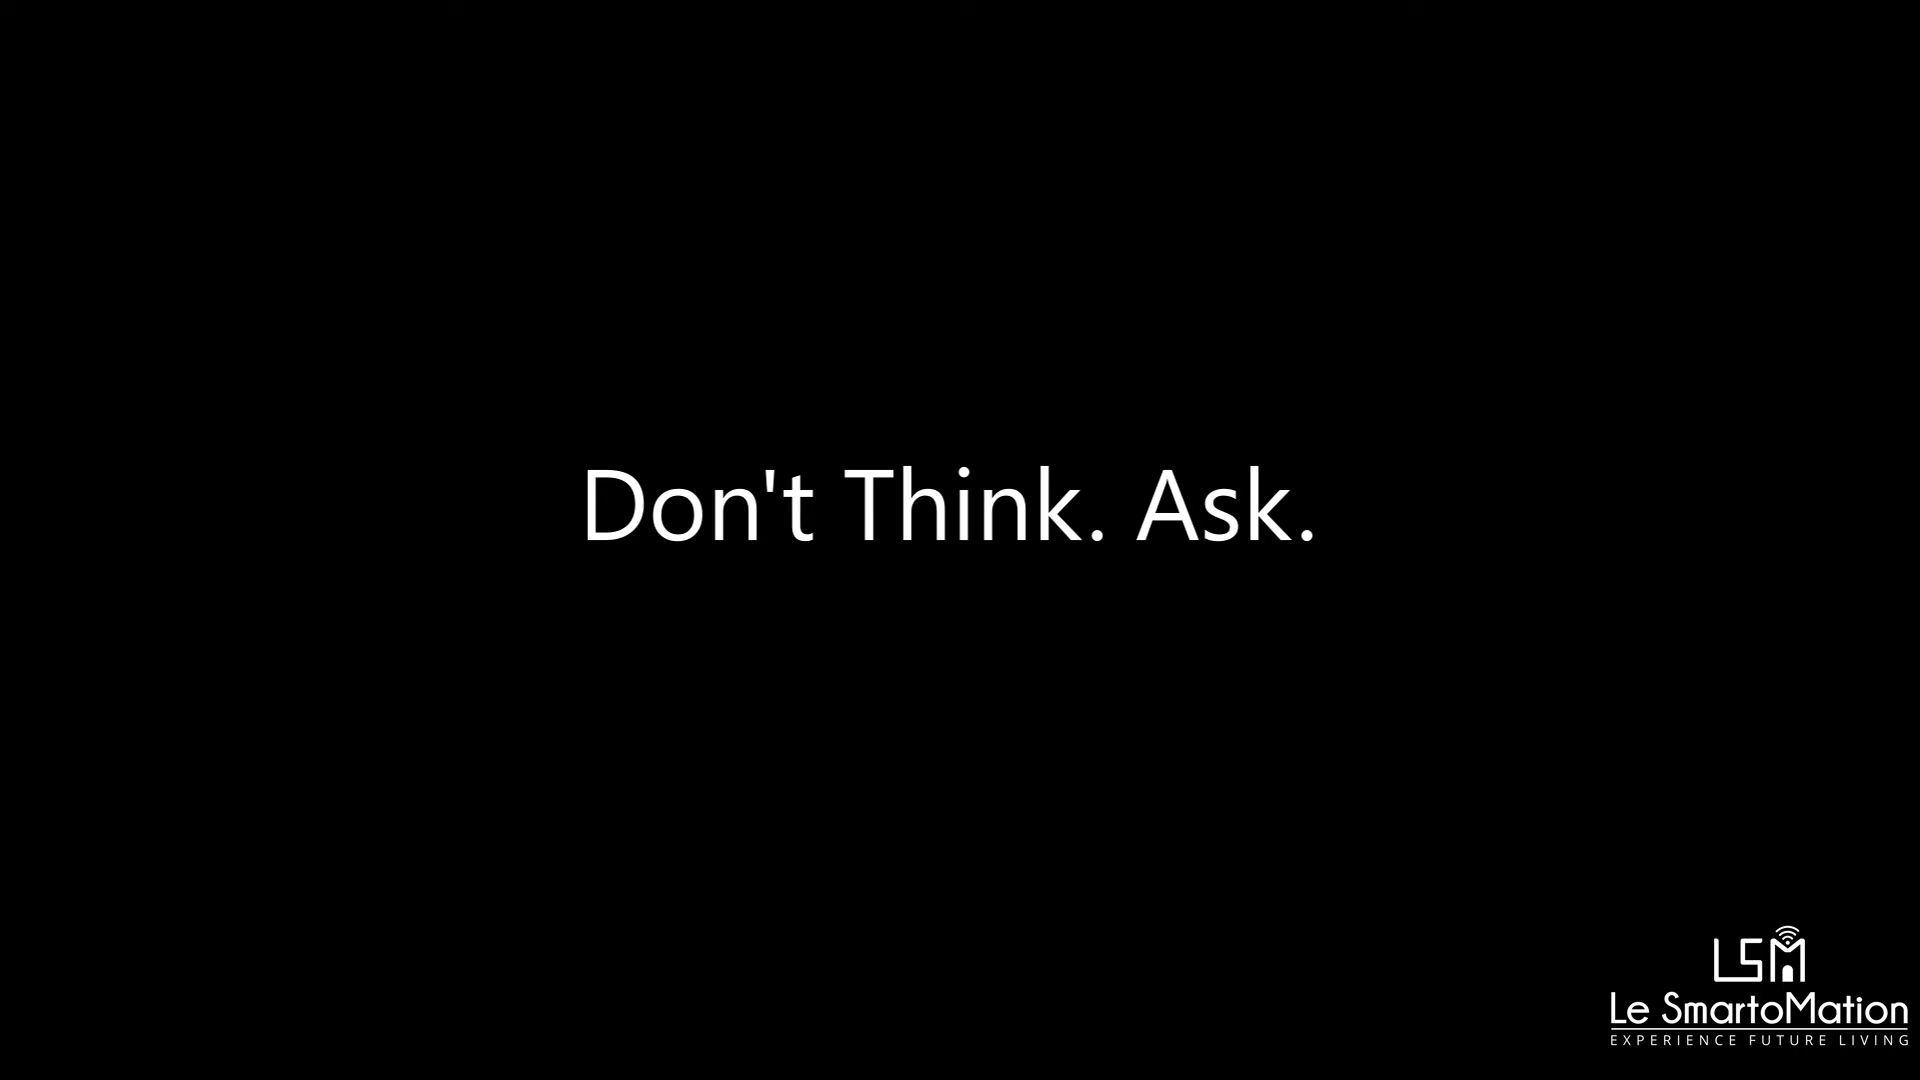 Don't Think. Ask.
LSM
Le SmartoMation
EXPERIENCE FUTURE LIVING